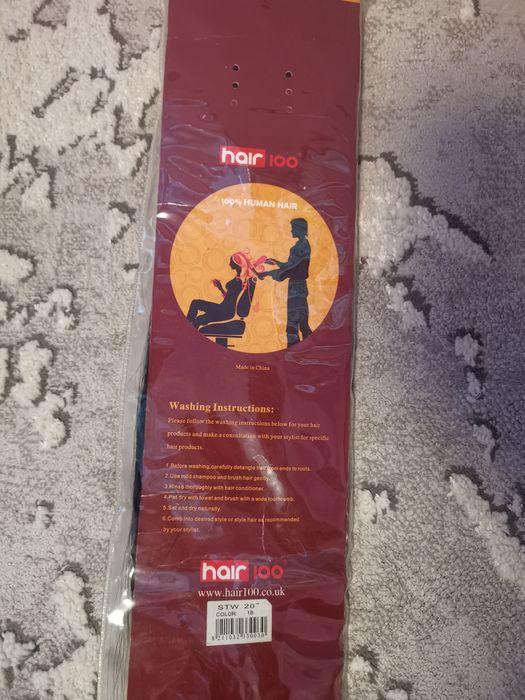 hair 100
100% HUMAN HAIR
Made in China
Washing Instructions:
Please follow the washing instructions below for your hair
products and make a consultation with your stylist for specific
hair products.
1.Before washing,carefully detangle hair from ends to roots.
2.Use mild shampoo and brush hair gently.
3.Rinse thoroughly with hair conditioner.
4.Pat dry with towel and brush with a wide toothcomb.
5.Set and dry naturally.
6.Comb into desired style or style hair as recommended
by your stylist.
hair 100
www.hair100.co.uk
STW 20"
COLOR: 1B
8 211032 330030